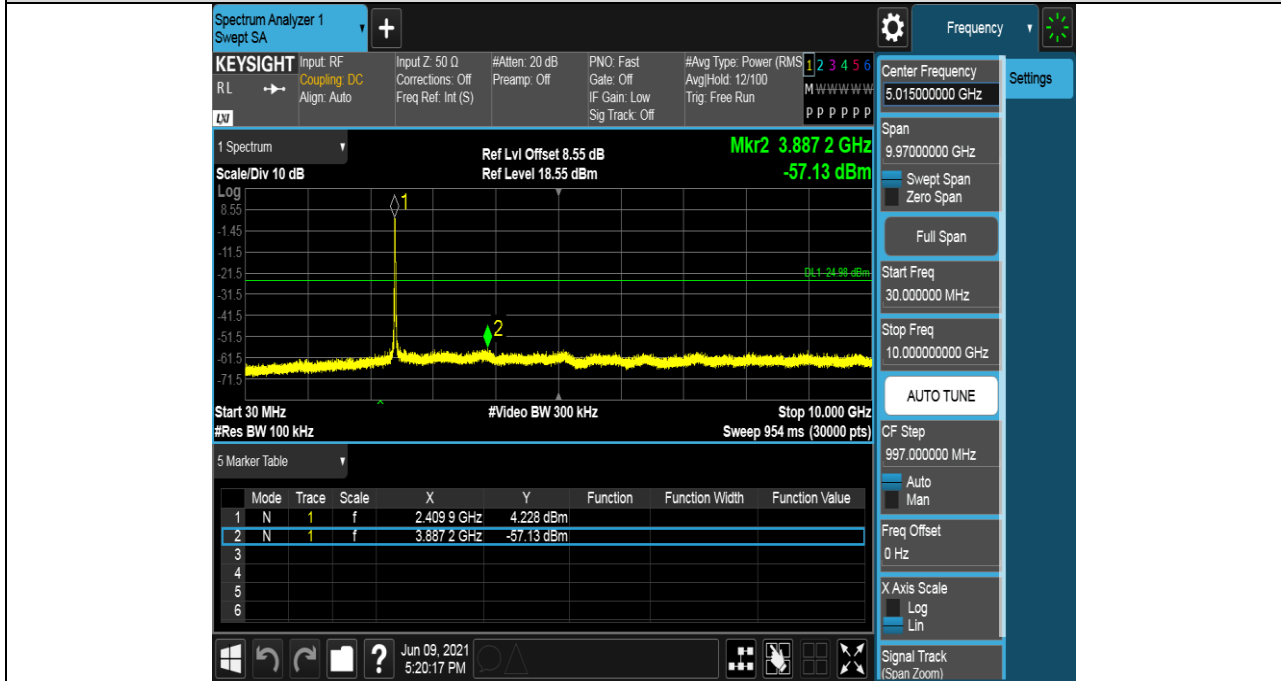 Spectrum Analyzer 1
Swept SA
+
Frequency
KEYSIGHT
RL
LXI
Input: RF
Coupling: DC
Align: Auto
Input Z: 50 Ω
Corrections: Off
Freq Ref: Int (S)
#Atten: 20 dB
Preamp: Off
PNO: Fast
Gate: Off
IF Gain: Low
Sig Track: Off
#Avg Type: Power (RMS
Avg|Hold: 12/100
Trig: Free Run
1 2 3 4 5 6
M W W W W W
P P P P P P
1 Spectrum
Scale/Div 10 dB
Ref Lvl Offset 8.55 dB
Ref Level 18.55 dBm
Mkr2 3.887 2 GHz
-57.13 dBm
Log
8.55
-1.45
-11.5
-21.5
-31.5
-41.5
-51.5
-61.5
-71.5
1
2
DL1 -24.98 dBm
Start 30 MHz
#Res BW 100 kHz
#Video BW 300 kHz
Stop 10.000 GHz
Sweep 954 ms (30000 pts)
5 Marker Table
Mode Trace Scale X Y Function Function Width Function Value
1 N 1 f 2.409 9 GHz 4.228 dBm
2 N 1 f 3.887 2 GHz -57.13 dBm
3
4
5
6
?
Jun 09, 2021
5:20:17 PM
Center Frequency
5.015000000 GHz
Span
9.97000000 GHz
Swept Span
Zero Span
Full Span
Start Freq
30.000000 MHz
Stop Freq
10.000000000 GHz
AUTO TUNE
CF Step
997.000000 MHz
Auto
Man
Freq Offset
0 Hz
X Axis Scale
Log
Lin
Signal Track
(Span Zoom)
Settings